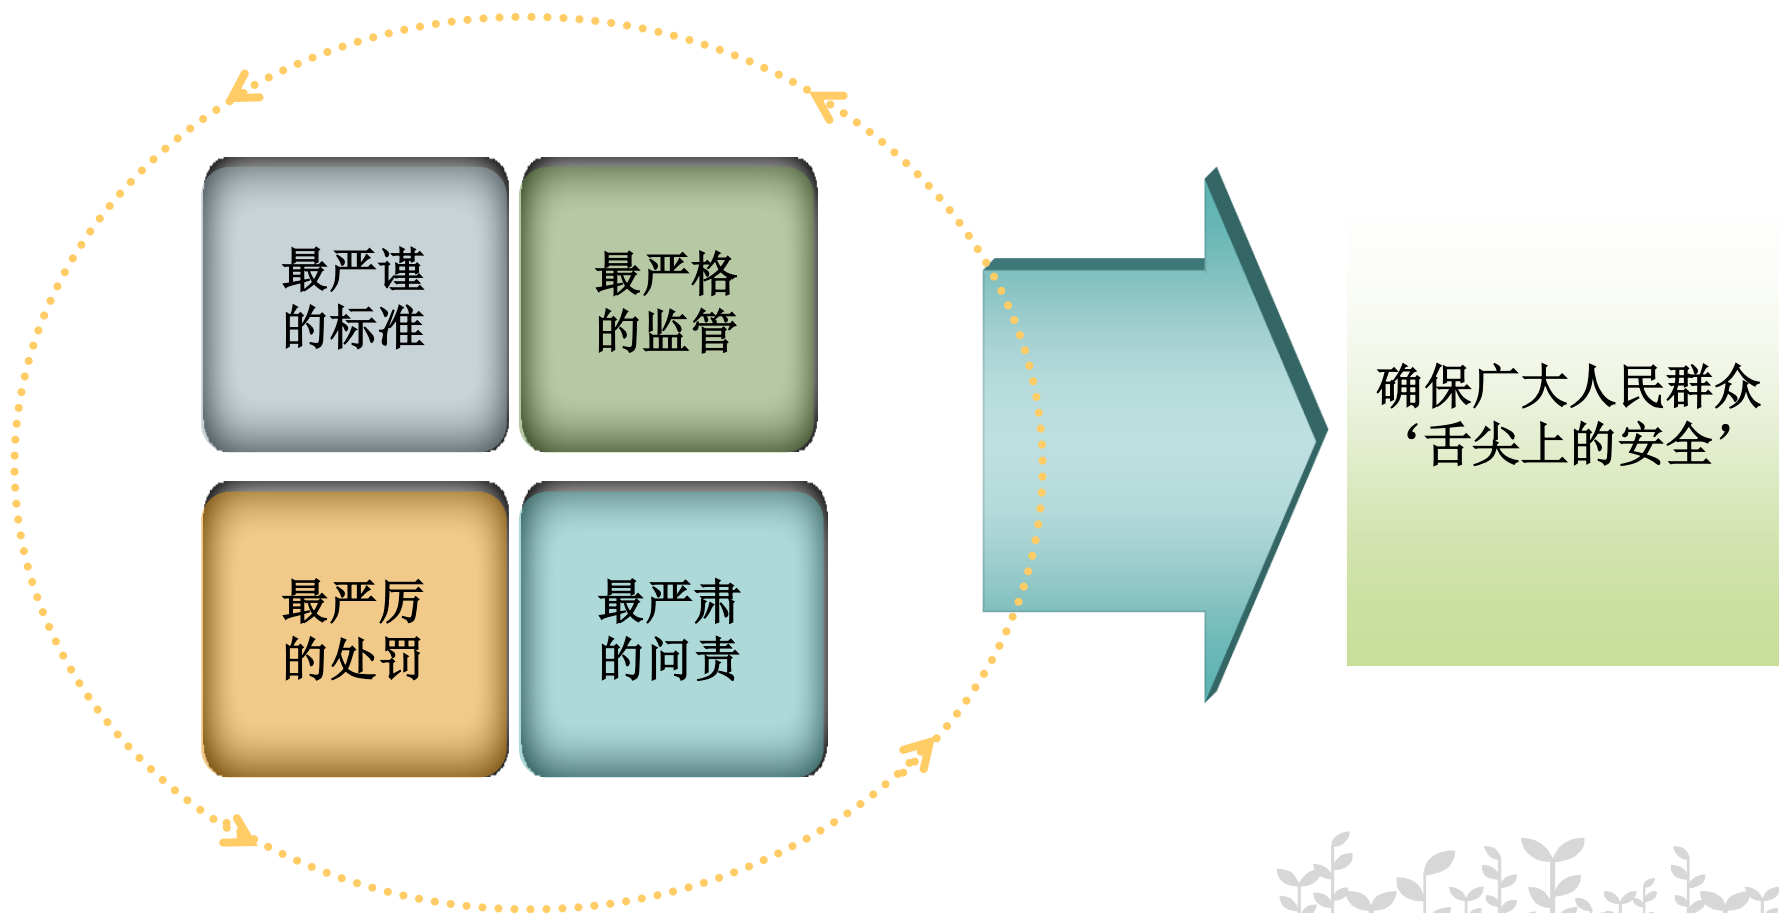 最严谨
的标准
最严格
的监管
最严厉
的处罚
最严肃
的问责
确保广大人民群众
‘舌尖上的安全’